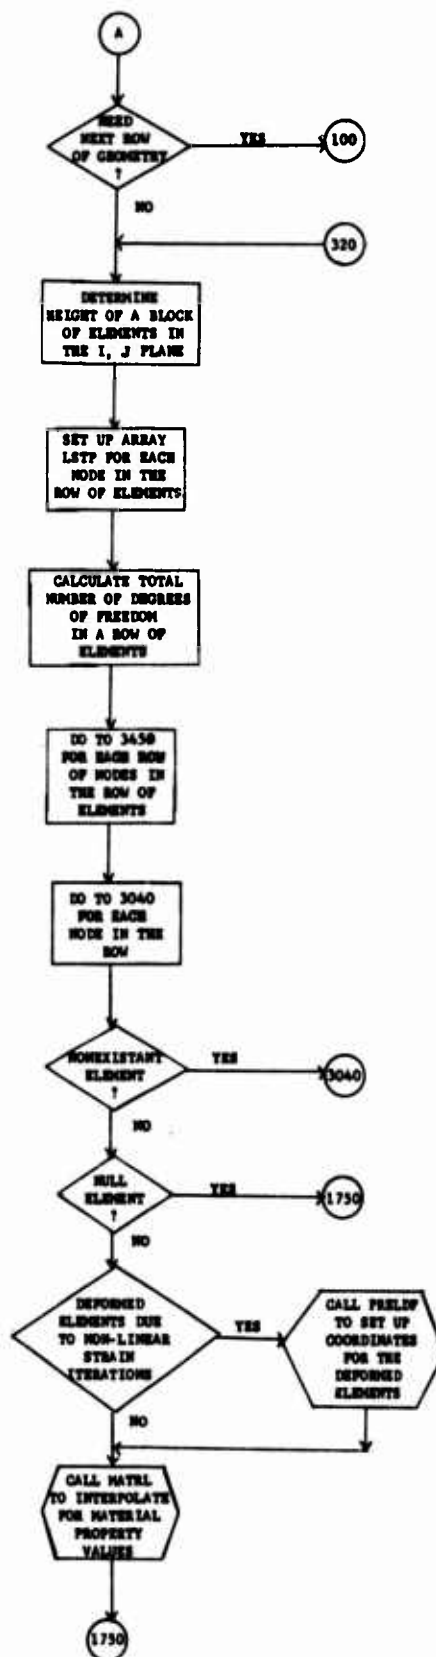 A
NEED
NEXT ROW
OF GEOMETRY
?
YES
100
NO
320
DETERMINE
HEIGHT OF A BLOCK
OF ELEMENTS IN
THE I, J PLANE
SET UP ARRAY
LSTP FOR EACH
NODE IN THE
ROW OF ELEMENTS
CALCULATE TOTAL
NUMBER OF DEGREES
OF FREEDOM
IN A ROW OF
ELEMENTS
DO TO 3450
FOR EACH ROW
OF NODES IN
THE ROW OF
ELEMENTS
DO TO 3040
FOR EACH
NODE IN THE
ROW
NONEXISTANT
ELEMENT
?
YES
3040
NO
NULL
ELEMENT
?
YES
1750
NO
DEFORMED
ELEMENTS DUE
TO NON-LINEAR
STRAIN
ITERATIONS
YES
CALL PRELDF
TO SET UP
COORDINATES
FOR THE
DEFORMED
ELEMENTS
NO
CALL MATRL
TO INTERPOLATE
FOR MATERIAL
PROPERTY
VALUES
1750